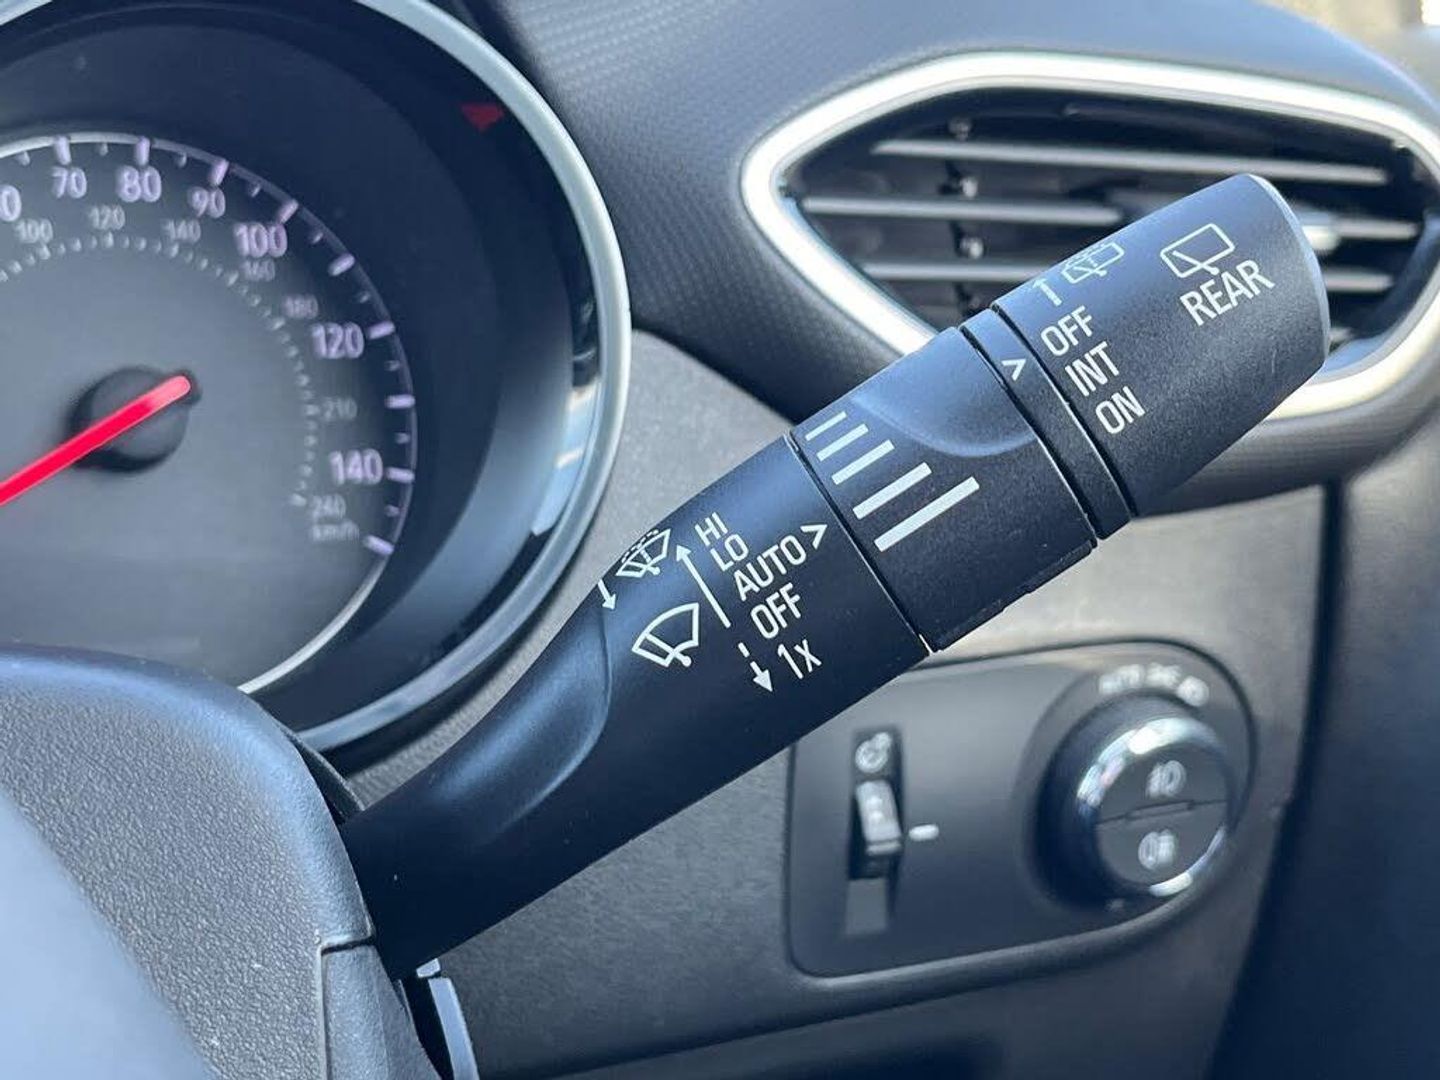 70
80
90
100
120
140
100
120
140
160
180
210
240
km/h
HI
LO
AUTO >
OFF
1x
>
OFF
INT
ON
REAR